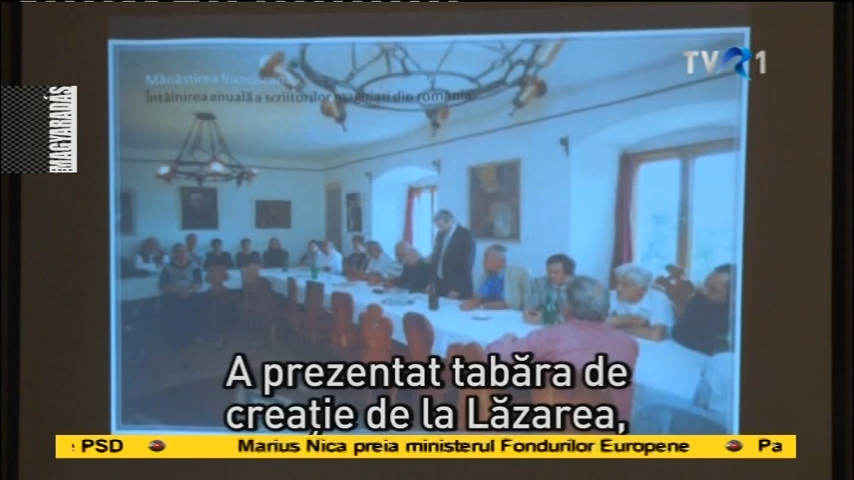 TVR1
MAGYARADÁS
Mănăstirea franciscană
Întâlnirea anuală a scriitorilor maghiari din românia
A prezentat tabăra de
creație de la Lăzarea,
PSD Marius Nica preia ministerul Fondurilor Europene Pa